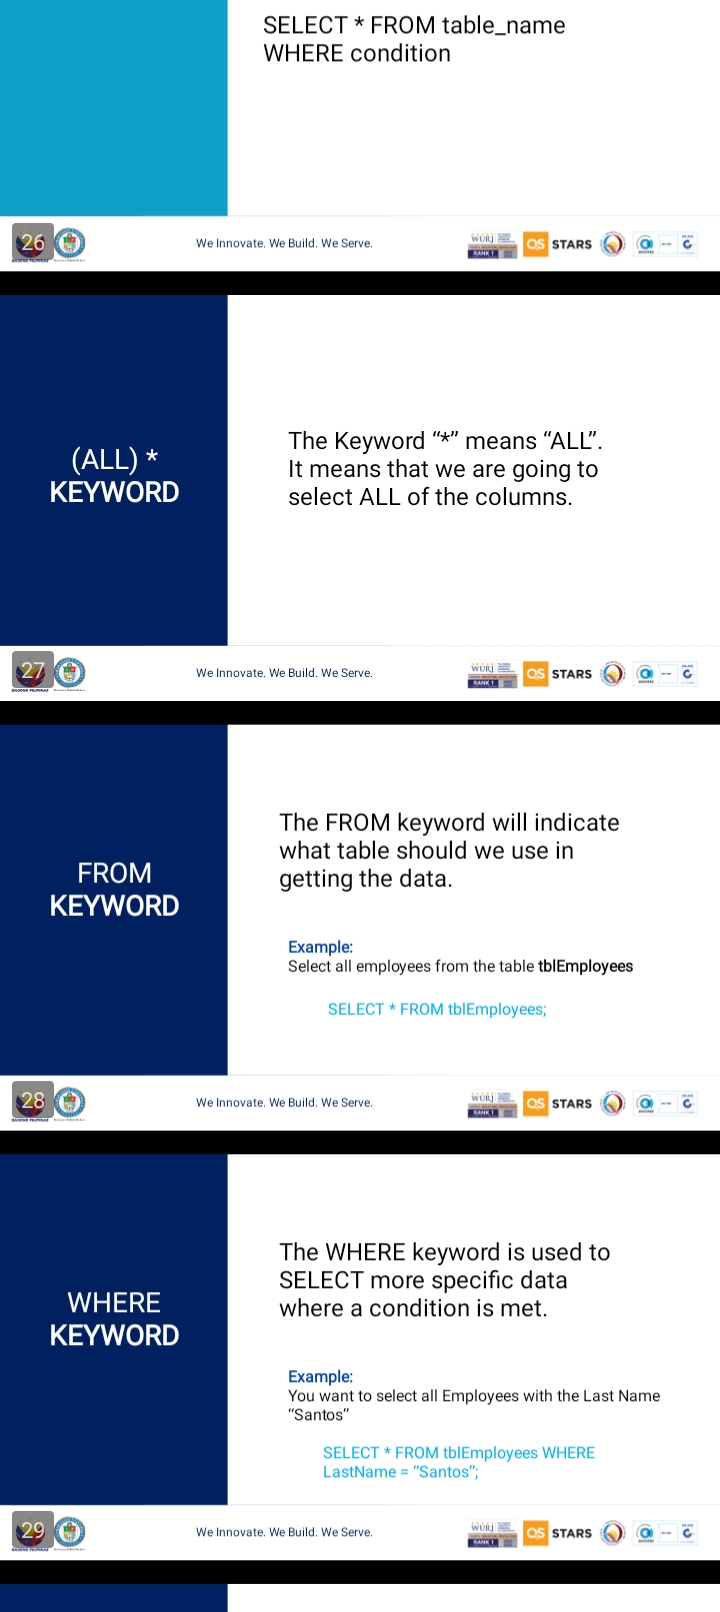 SELECT * FROM table_name
WHERE condition
26
We Innovate. We Build. We Serve.
WURI
RANK 1
QS STARS
(ALL) *
KEYWORD
The Keyword “*” means “ALL”.
It means that we are going to
select ALL of the columns.
27
BAGONG PILIPINAS
We Innovate. We Build. We Serve.
WURI
RANK 1
QS STARS
FROM
KEYWORD
The FROM keyword will indicate
what table should we use in
getting the data.
Example:
Select all employees from the table tblEmployees
SELECT * FROM tblEmployees;
28
BAGONG PILIPINAS
We Innovate. We Build. We Serve.
WURI
RANK 1
QS STARS
WHERE
KEYWORD
The WHERE keyword is used to
SELECT more specific data
where a condition is met.
Example:
You want to select all Employees with the Last Name
“Santos”
SELECT * FROM tblEmployees WHERE
LastName = “Santos”;
29
BAGONG PILIPINAS
We Innovate. We Build. We Serve.
WURI
RANK 1
QS STARS